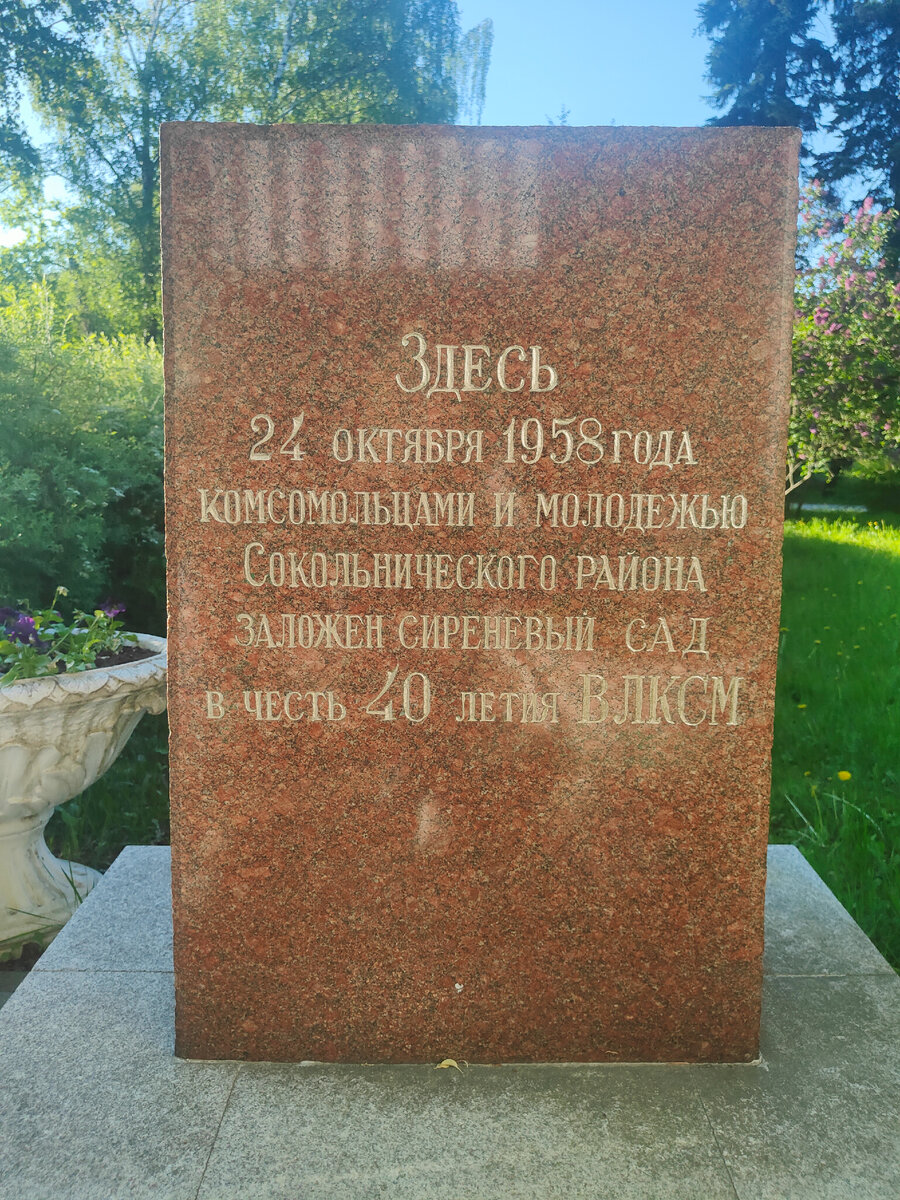 Здесь
24 октября 1958 года
комсомольцами и молодежью
Сокольнического района
заложен сиреневый сад
в честь 40 летия ВЛКСМ